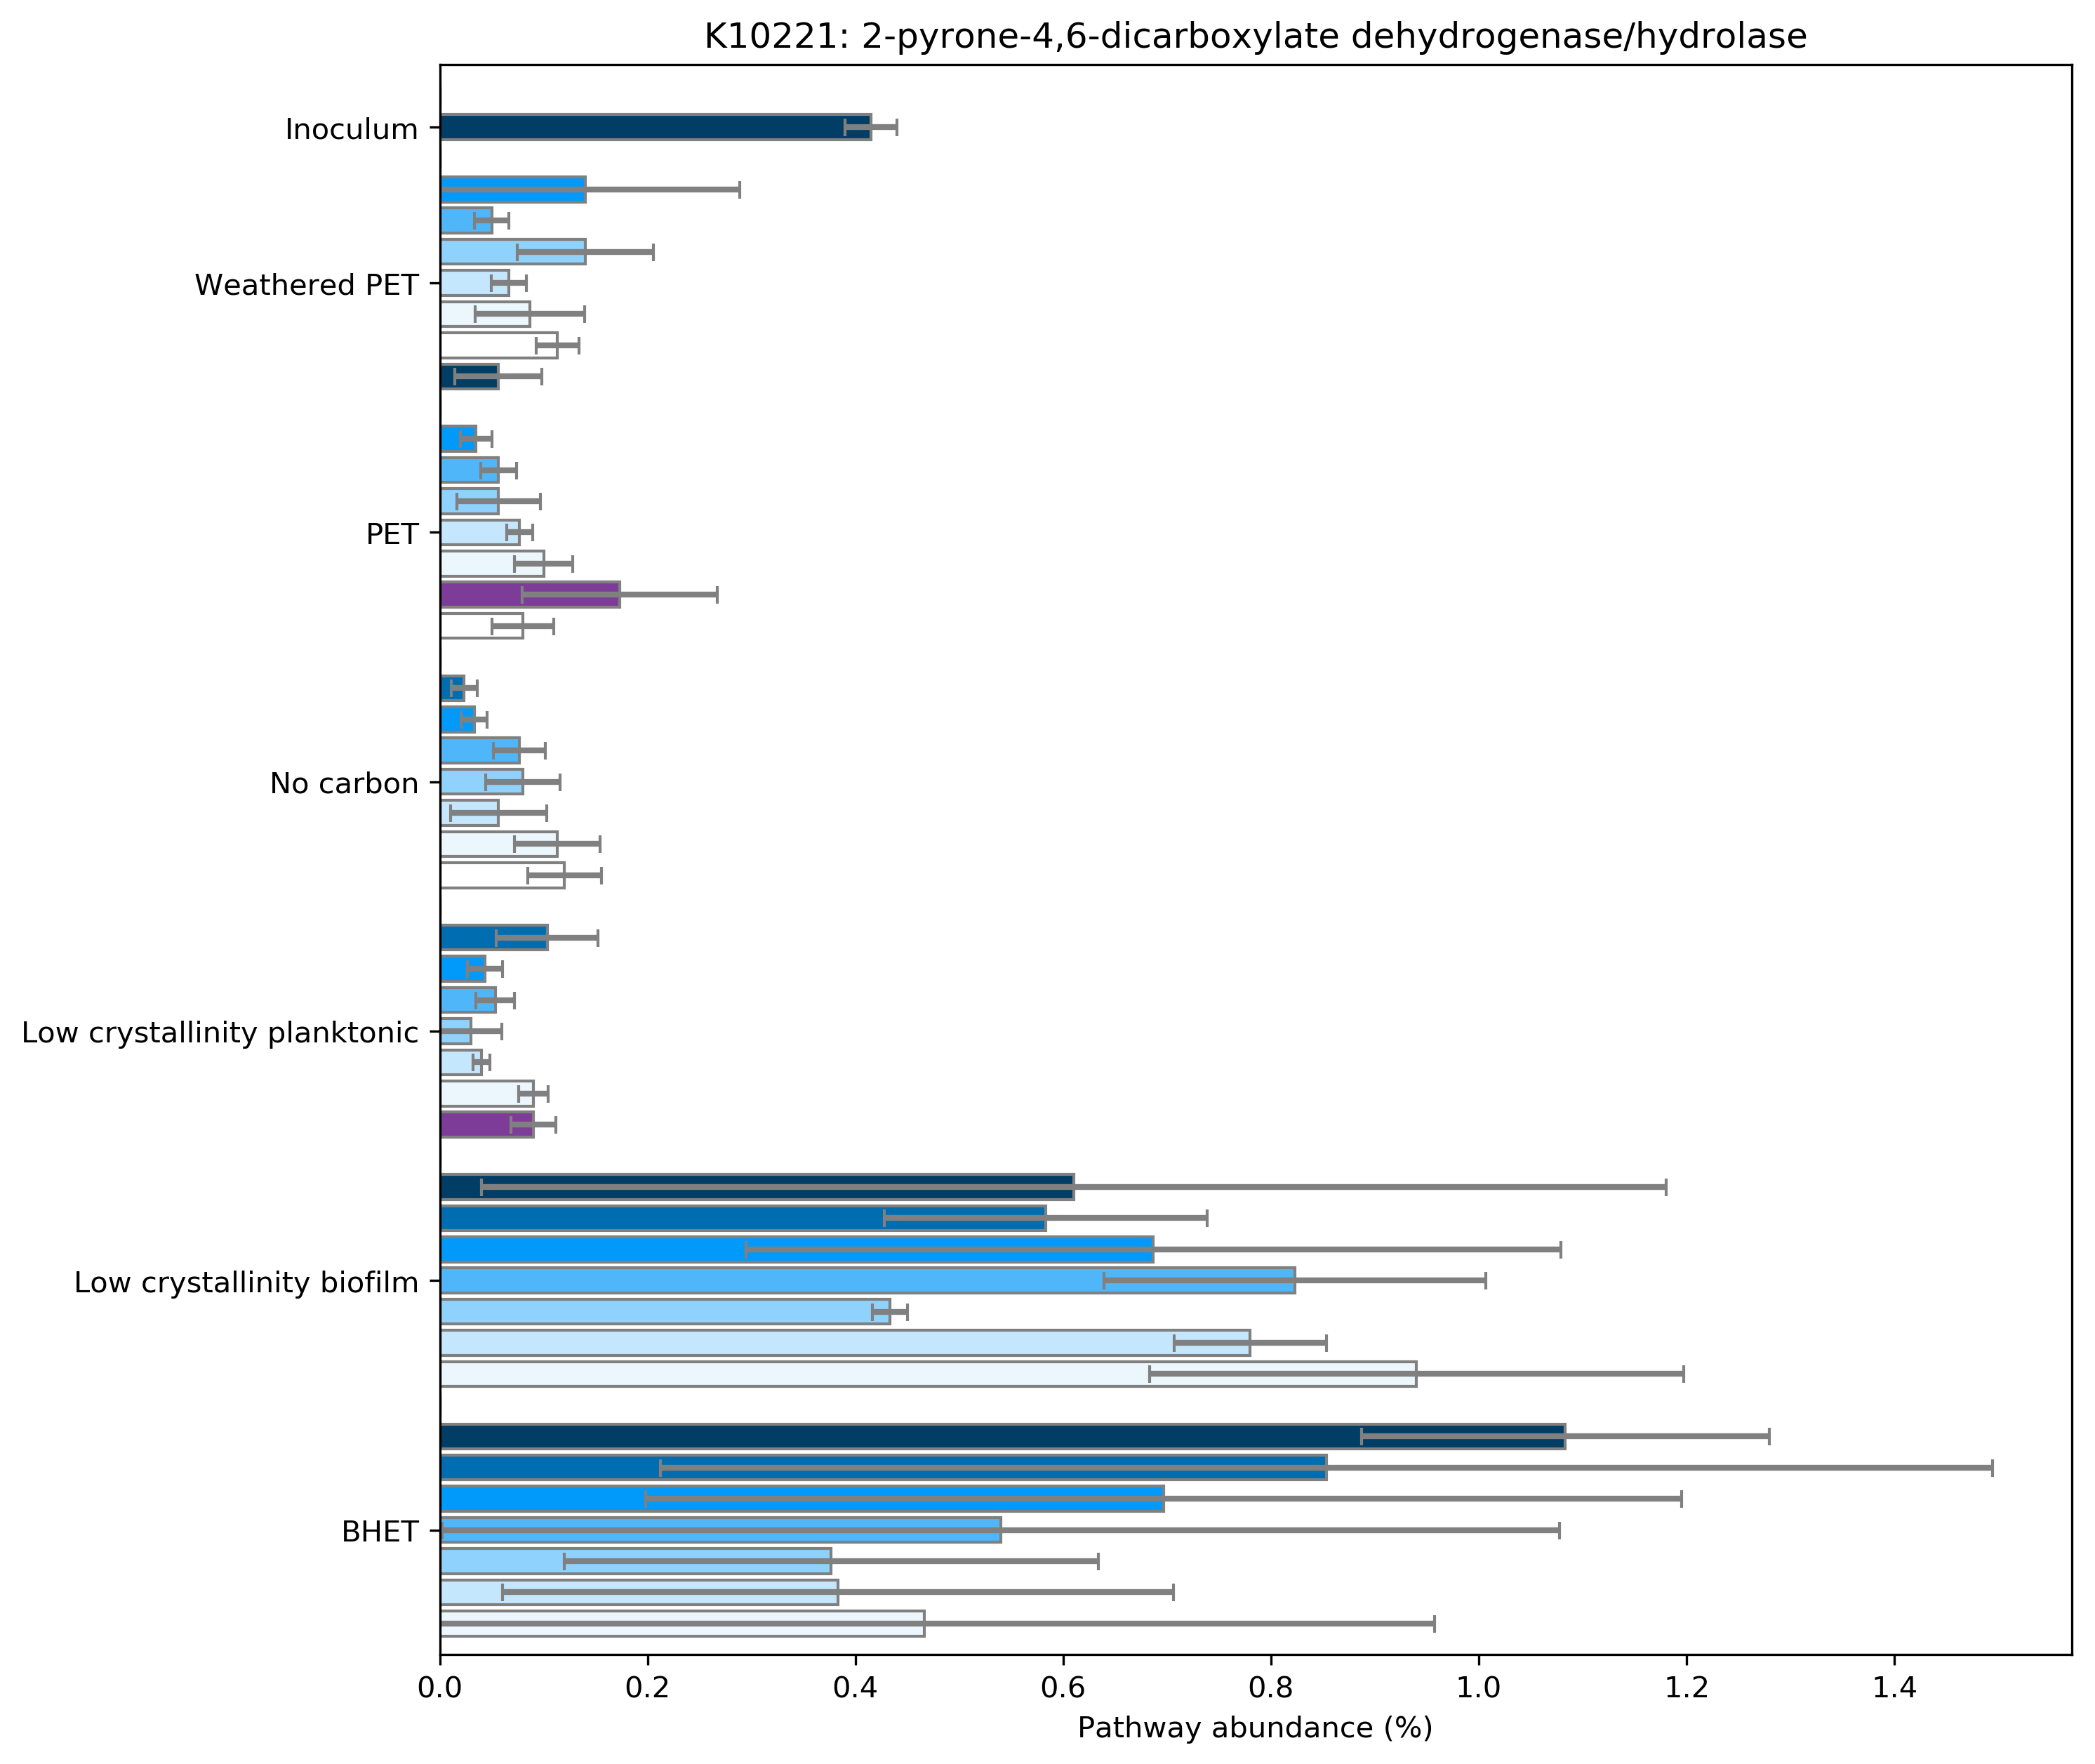 K10221: 2-pyrone-4,6-dicarboxylate dehydrogenase/hydrolase
Inoculum
Weathered PET
PET
No carbon
Low crystallinity planktonic
Low crystallinity biofilm
BHET
0.0 0.2 0.4 0.6 0.8 1.0 1.2 1.4
Pathway abundance (%)